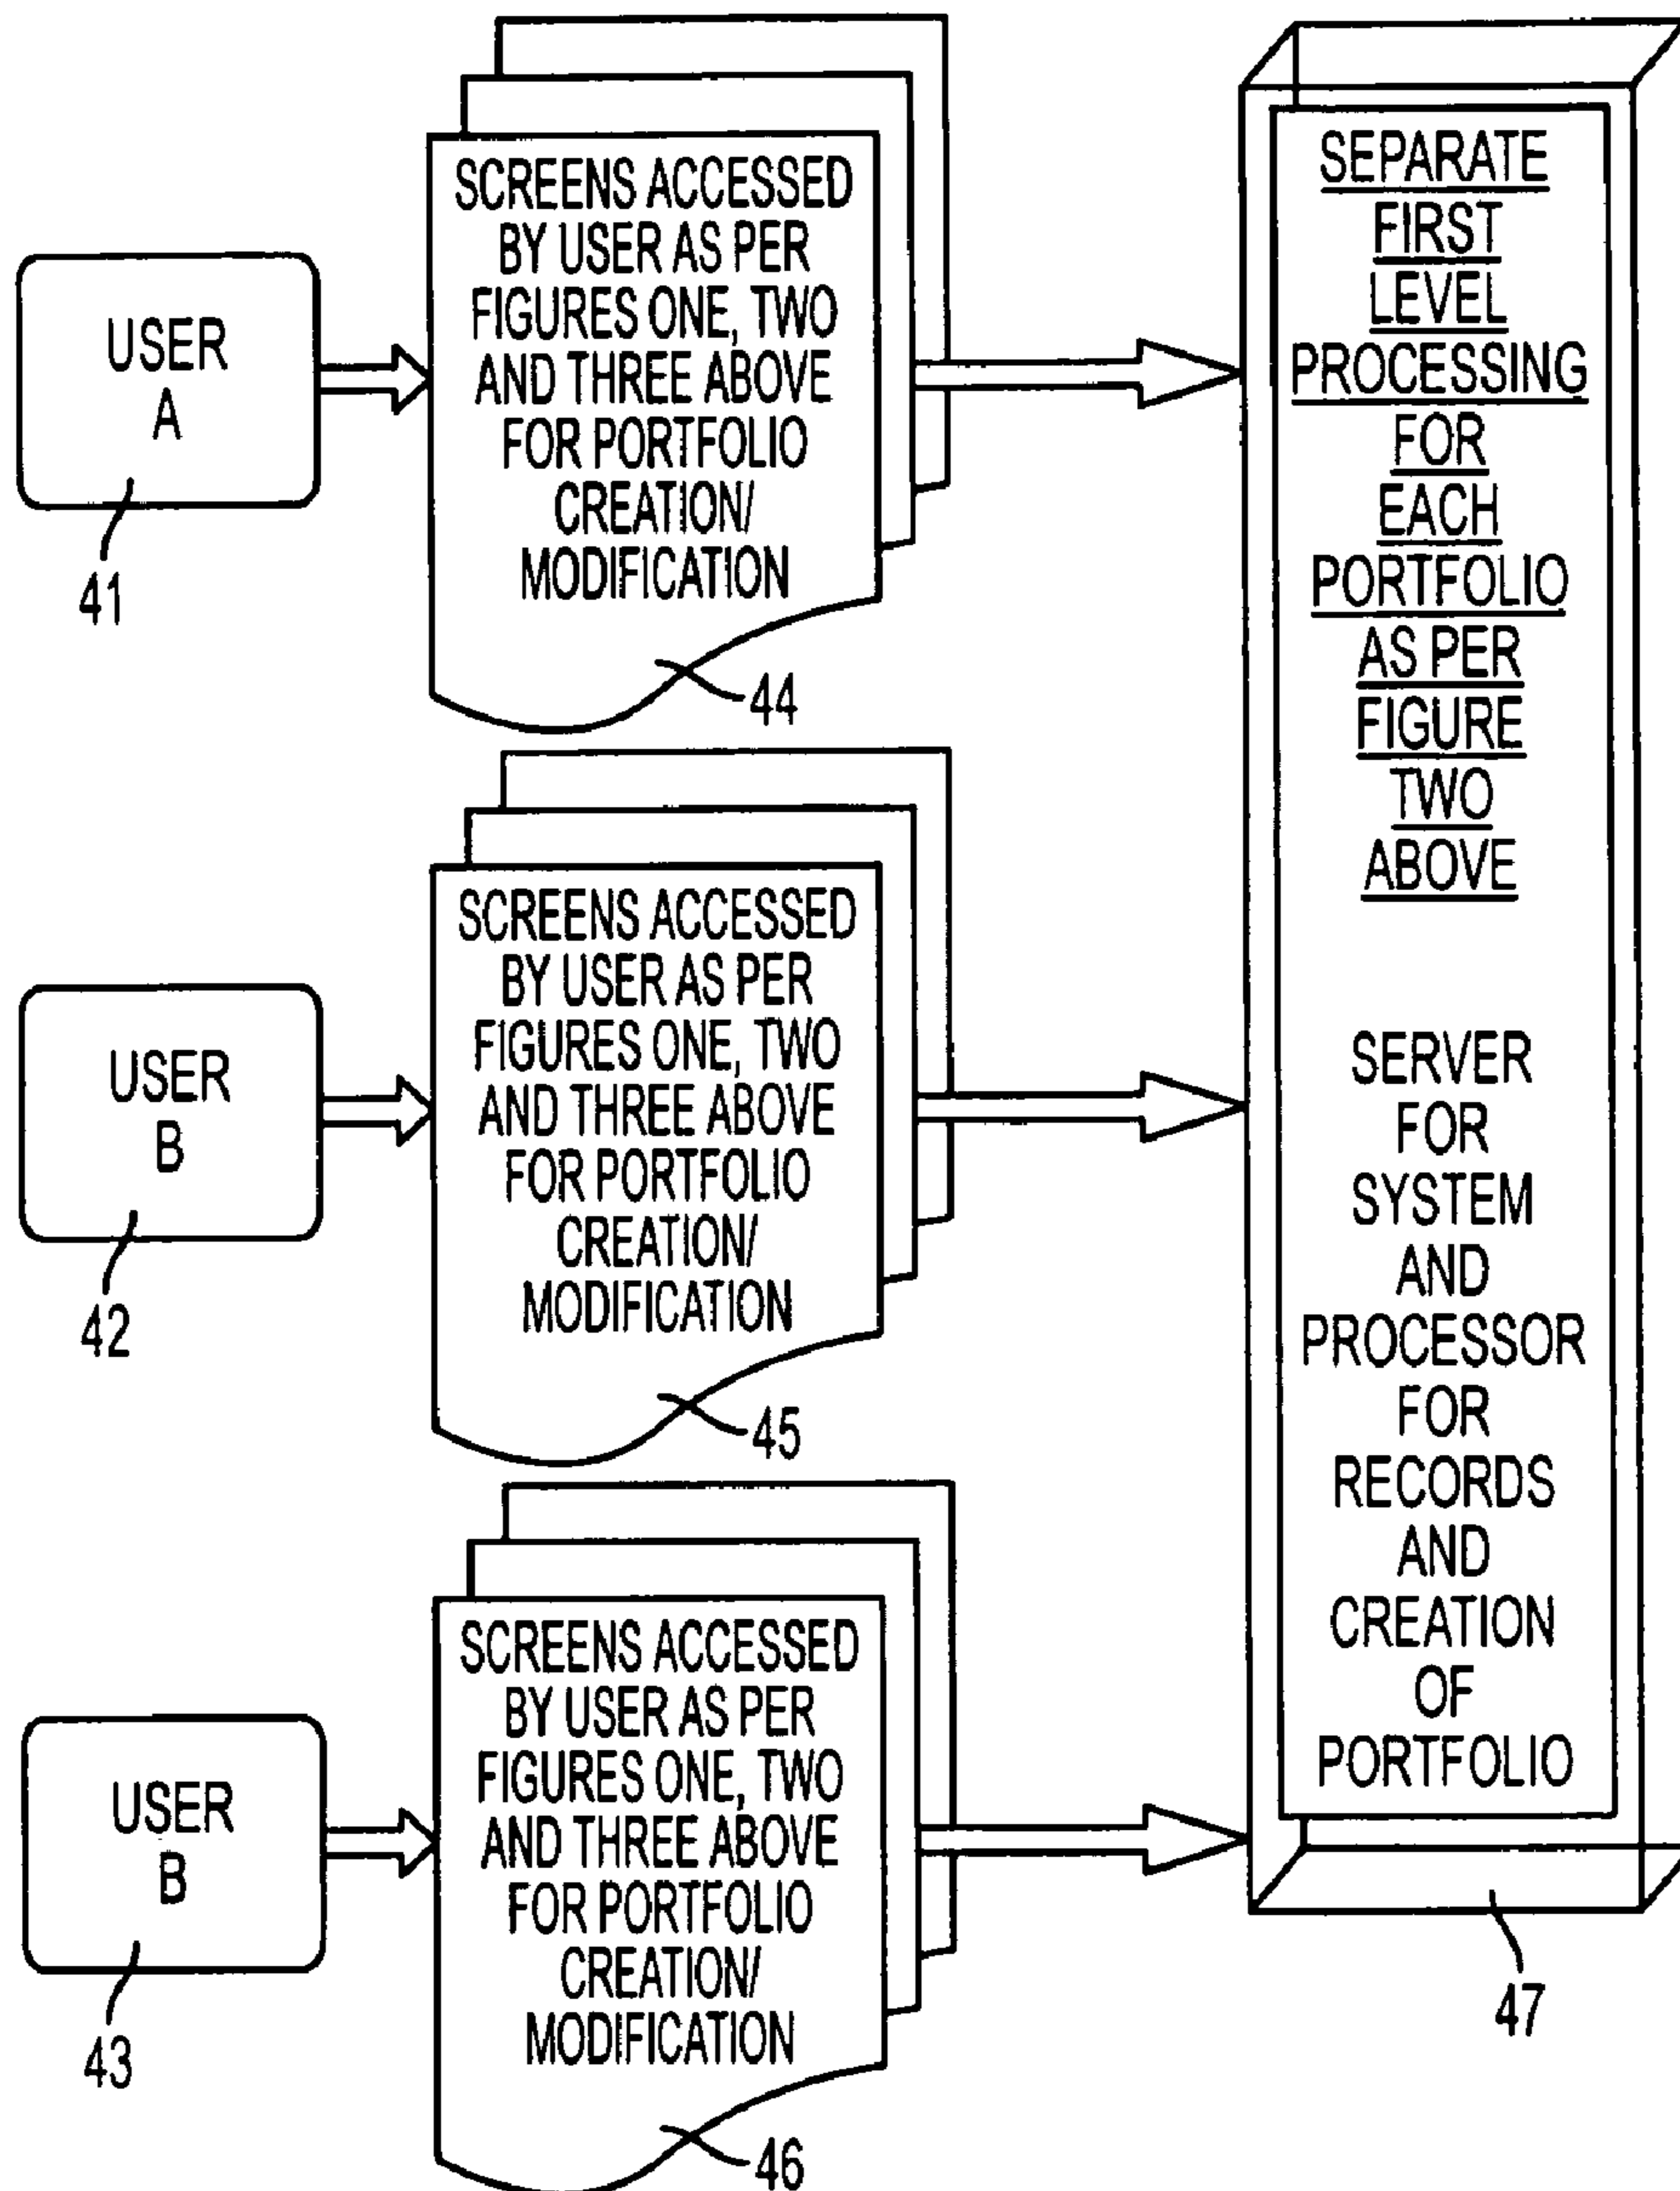 USER
A
41
SCREENS ACCESSED
BY USER AS PER
FIGURES ONE, TWO
AND THREE ABOVE
FOR PORTFOLIO
CREATION/
MODIFICATION
44
USER
B
42
SCREENS ACCESSED
BY USER AS PER
FIGURES ONE, TWO
AND THREE ABOVE
FOR PORTFOLIO
CREATION/
MODIFICATION
45
USER
B
43
SCREENS ACCESSED
BY USER AS PER
FIGURES ONE, TWO
AND THREE ABOVE
FOR PORTFOLIO
CREATION/
MODIFICATION
46
SEPARATE
FIRST
LEVEL
PROCESSING
FOR
EACH
PORTFOLIO
AS PER
FIGURE
TWO
ABOVE
SERVER
FOR
SYSTEM
AND
PROCESSOR
FOR
RECORDS
AND
CREATION
OF
PORTFOLIO
47